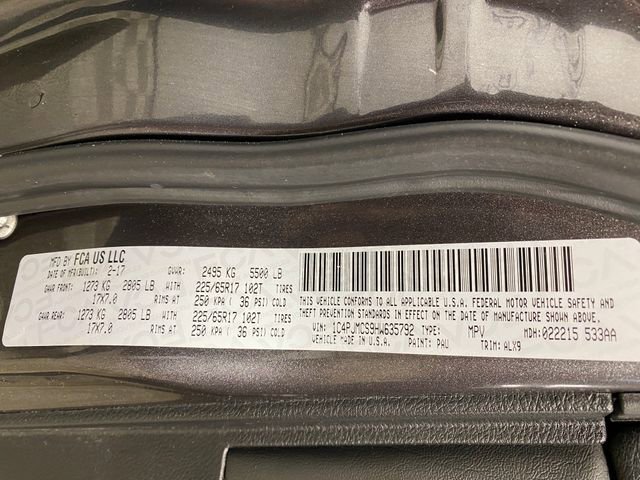 MFD BY FCA US LLC
DATE OF MFR(BUILT): 2-17 GVWR: 2495 KG 5500 LB
GAWR FRONT: 1273 KG 2805 LB WITH 225/65R17 102T TIRES
17X7.0 RIMS AT 250 KPA ( 36 PSI) COLD
GAWR REAR: 1273 KG 2805 LB WITH 225/65R17 102T TIRES
17X7.0 RIMS AT 250 KPA ( 36 PSI) COLD
THIS VEHICLE CONFORMS TO ALL APPLICABLE U.S.A. FEDERAL MOTOR VEHICLE SAFETY AND
THEFT PREVENTION STANDARDS IN EFFECT ON THE DATE OF MANUFACTURE SHOWN ABOVE.
VIN: 1C4PJMCS9HW635792 TYPE: MPV MDH: 022215 533AA
VEHICLE MADE IN U.S.A. PAINT: PAU TRIM: ALX9